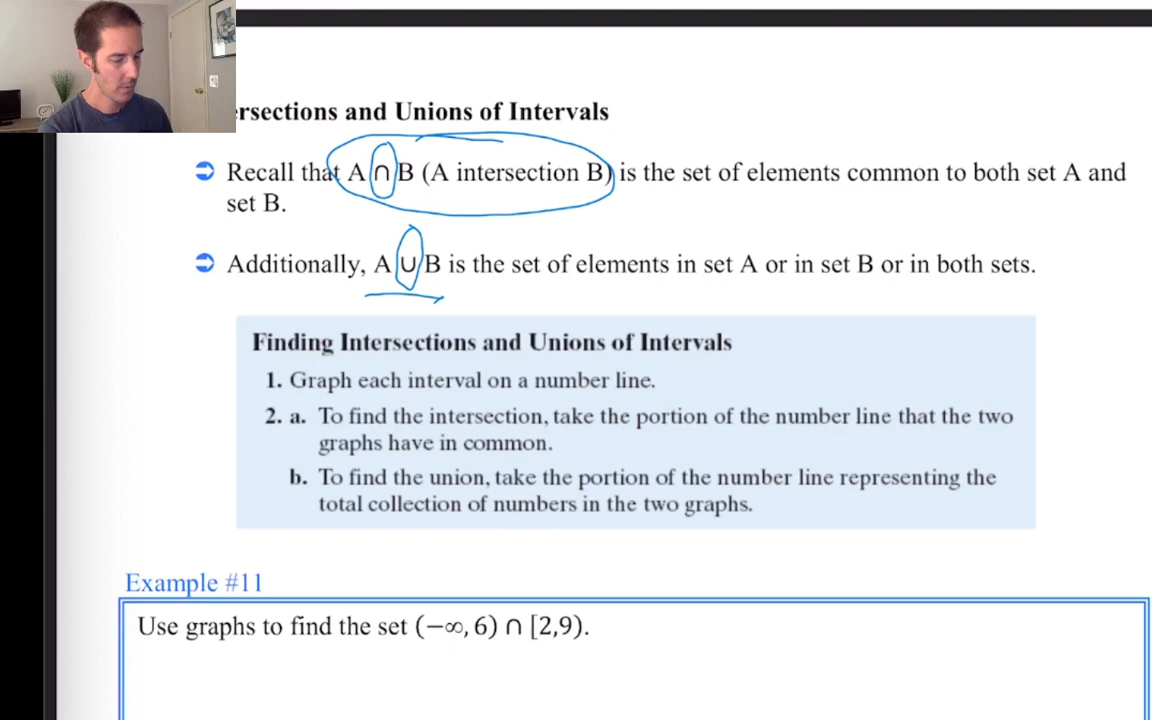 rsections and Unions of Intervals
Recall that A ∩ B (A intersection B) is the set of elements common to both set A and
set B.
Additionally, A ∪ B is the set of elements in set A or in set B or in both sets.
Finding Intersections and Unions of Intervals
1. Graph each interval on a number line.
2. a. To find the intersection, take the portion of the number line that the two
graphs have in common.
b. To find the union, take the portion of the number line representing the
total collection of numbers in the two graphs.
Example #11
Use graphs to find the set (−∞, 6) ∩ [2,9).